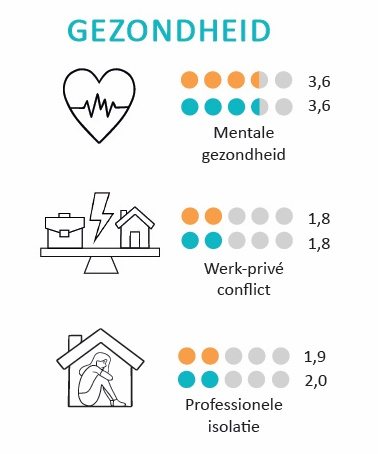 GEZONDHEID
3,6
3,6
Mentale
gezondheid
1,8
1,8
Werk-privé
conflict
1,9
2,0
Professionele
isolatie